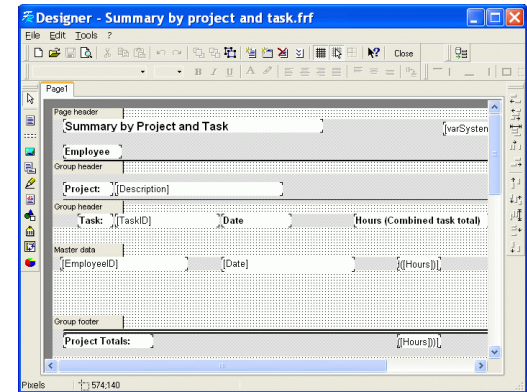 Designer - Summary by project and task.frf
File Edit Tools ?
Close
B I U A
Page1
Page header
Summary by Project and Task
[varSystem
Employee
Group header
Project: [Description]
Group header
Task: [TaskID] Date Hours (Combined task total)
Master data
[EmployeeID] [Date] ([Hours])]
Group footer
Project Totals: ([Hours])]
Pixels 574;140